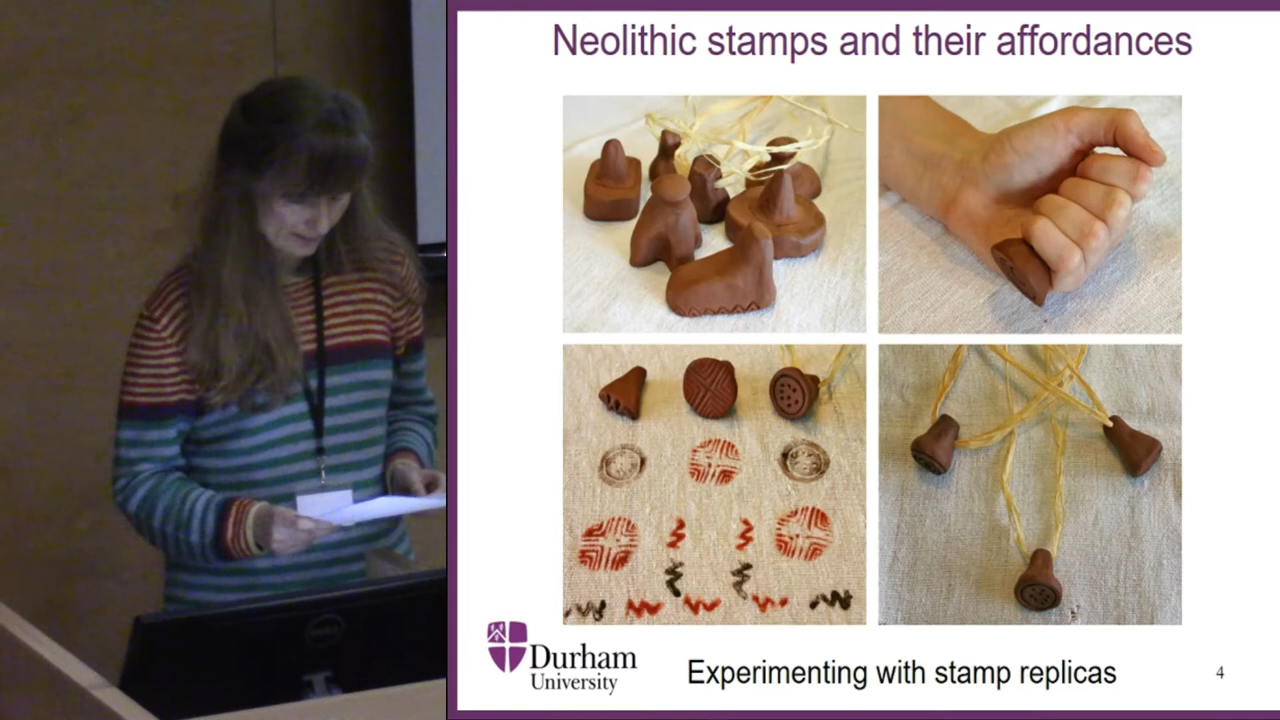 Neolithic stamps and their affordances
Durham
University
Experimenting with stamp replicas
4